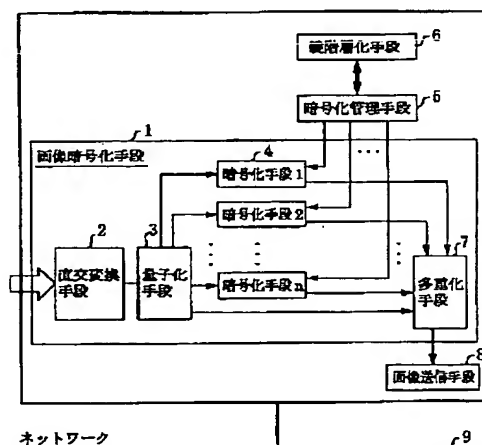 6
鍵階層化手段
5
暗号化管理手段
1
画像暗号化手段
4
暗号化手段1
暗号化手段2
2
3
7
直交変換
手段
量子化手段
暗号化手段n
多重化
手段
8
画像送信手段
ネットワーク
9